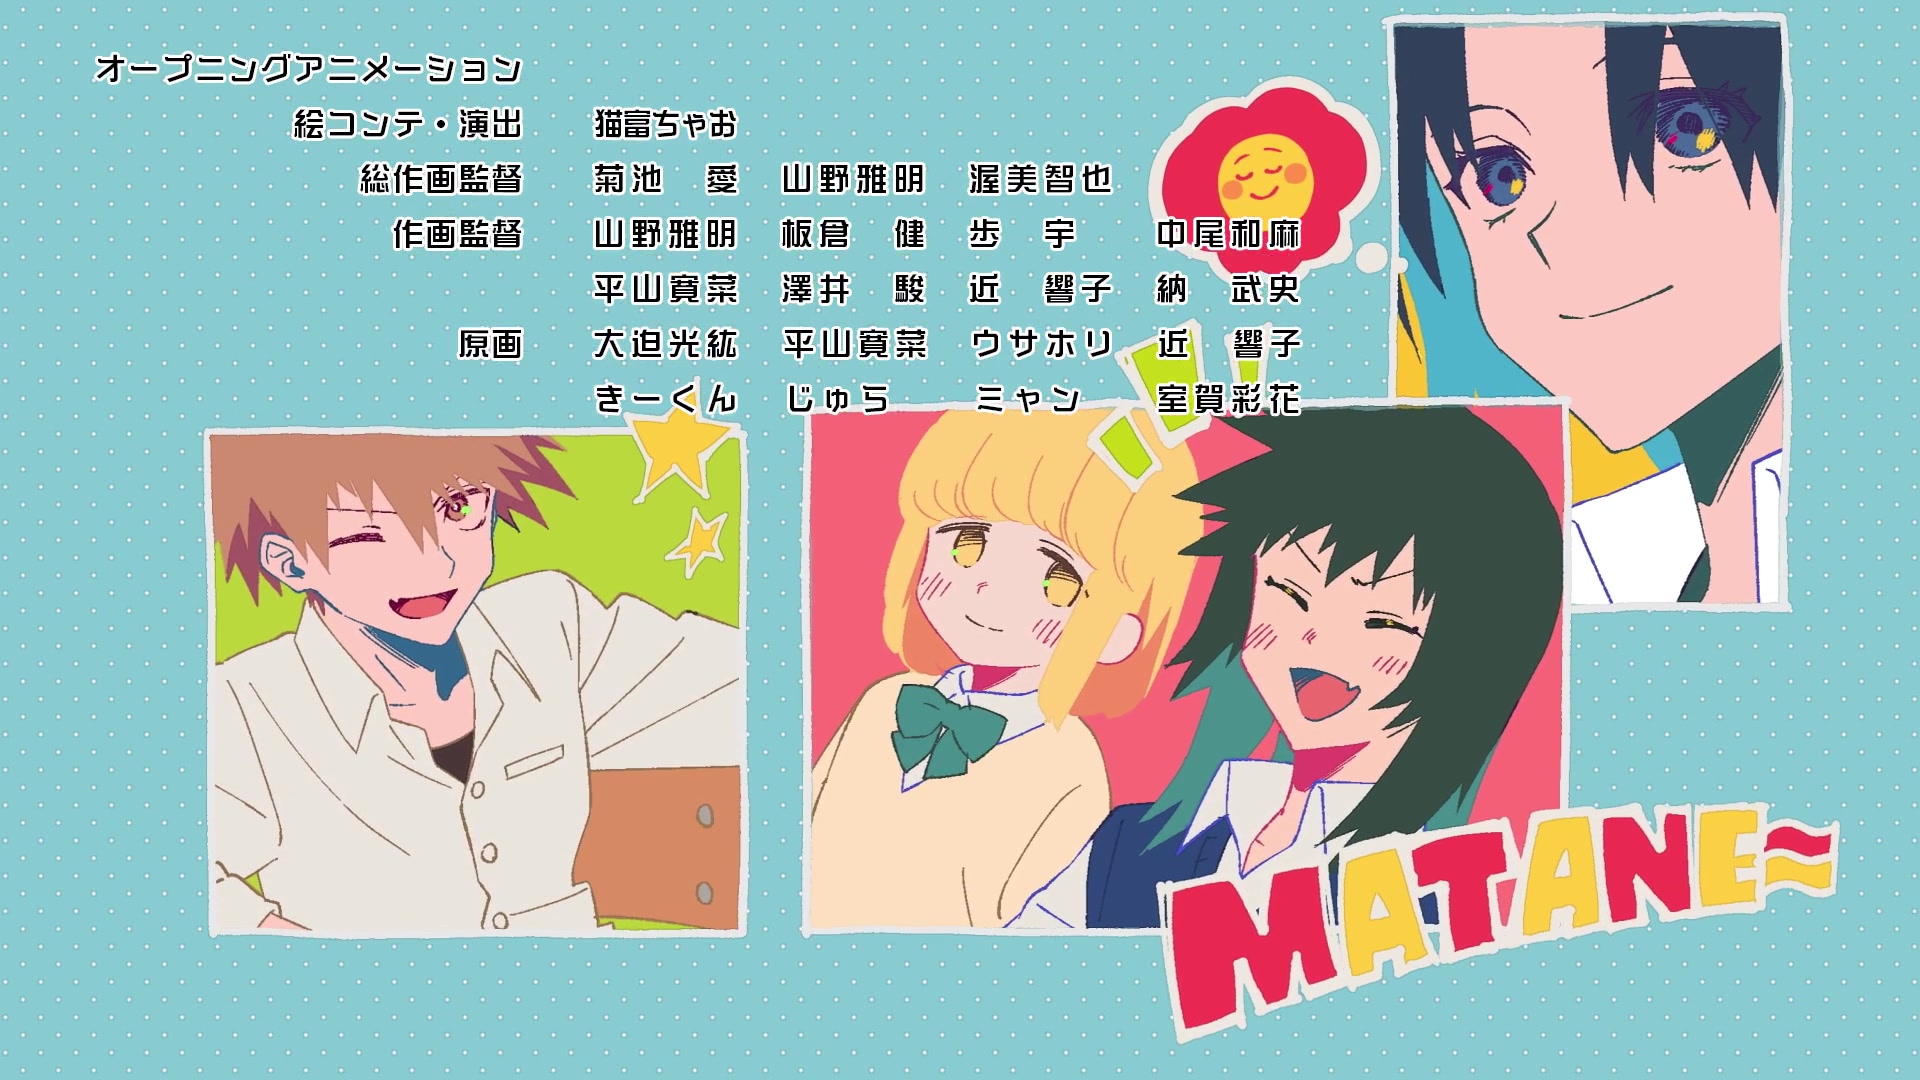 オープニングアニメーション
絵コンテ・演出 猫富ちゃお
総作画監督 菊池 愛 山野雅明 渥美智也
作画監督 山野雅明 板倉 健 歩 宇 中尾和麻
平山寛菜 澤井 駿 近 響子 納 武史
原画 大迫光紘 平山寛菜 ウサホリ 近 響子
きーくん じゅら ミャン 室賀彩花
MATANE~